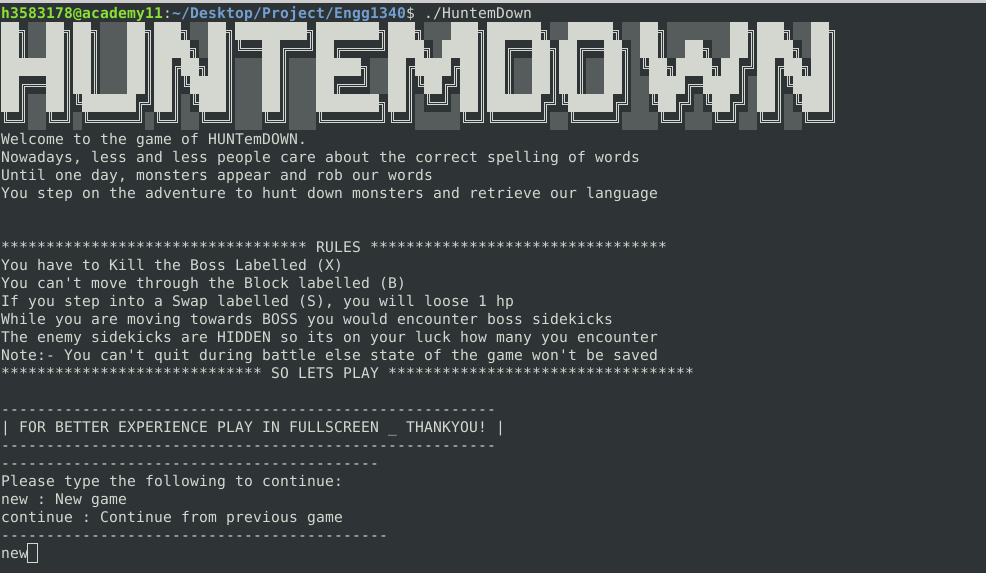 h3583178@academy11:~/Desktop/Project/Engg1340$ ./HuntemDown
HUNTEMDOWN
Welcome to the game of HUNTemDOWN.
Nowadays, less and less people care about the correct spelling of words
Until one day, monsters appear and rob our words
You step on the adventure to hunt down monsters and retrieve our language
********************************** RULES *********************************
You have to Kill the Boss Labelled (X)
You can't move through the Block labelled (B)
If you step into a Swap labelled (S), you will loose 1 hp
While you are moving towards BOSS you would encounter boss sidekicks
The enemy sidekicks are HIDDEN so its on your luck how many you encounter
Note:- You can't quit during battle else state of the game won't be saved
***************************** SO LETS PLAY **********************************
-------------------------------------------------------
| FOR BETTER EXPERIENCE PLAY IN FULLSCREEN _ THANKYOU! |
-------------------------------------------------------
------------------------------------------
Please type the following to continue:
new : New game
continue : Continue from previous game
-------------------------------------------
new